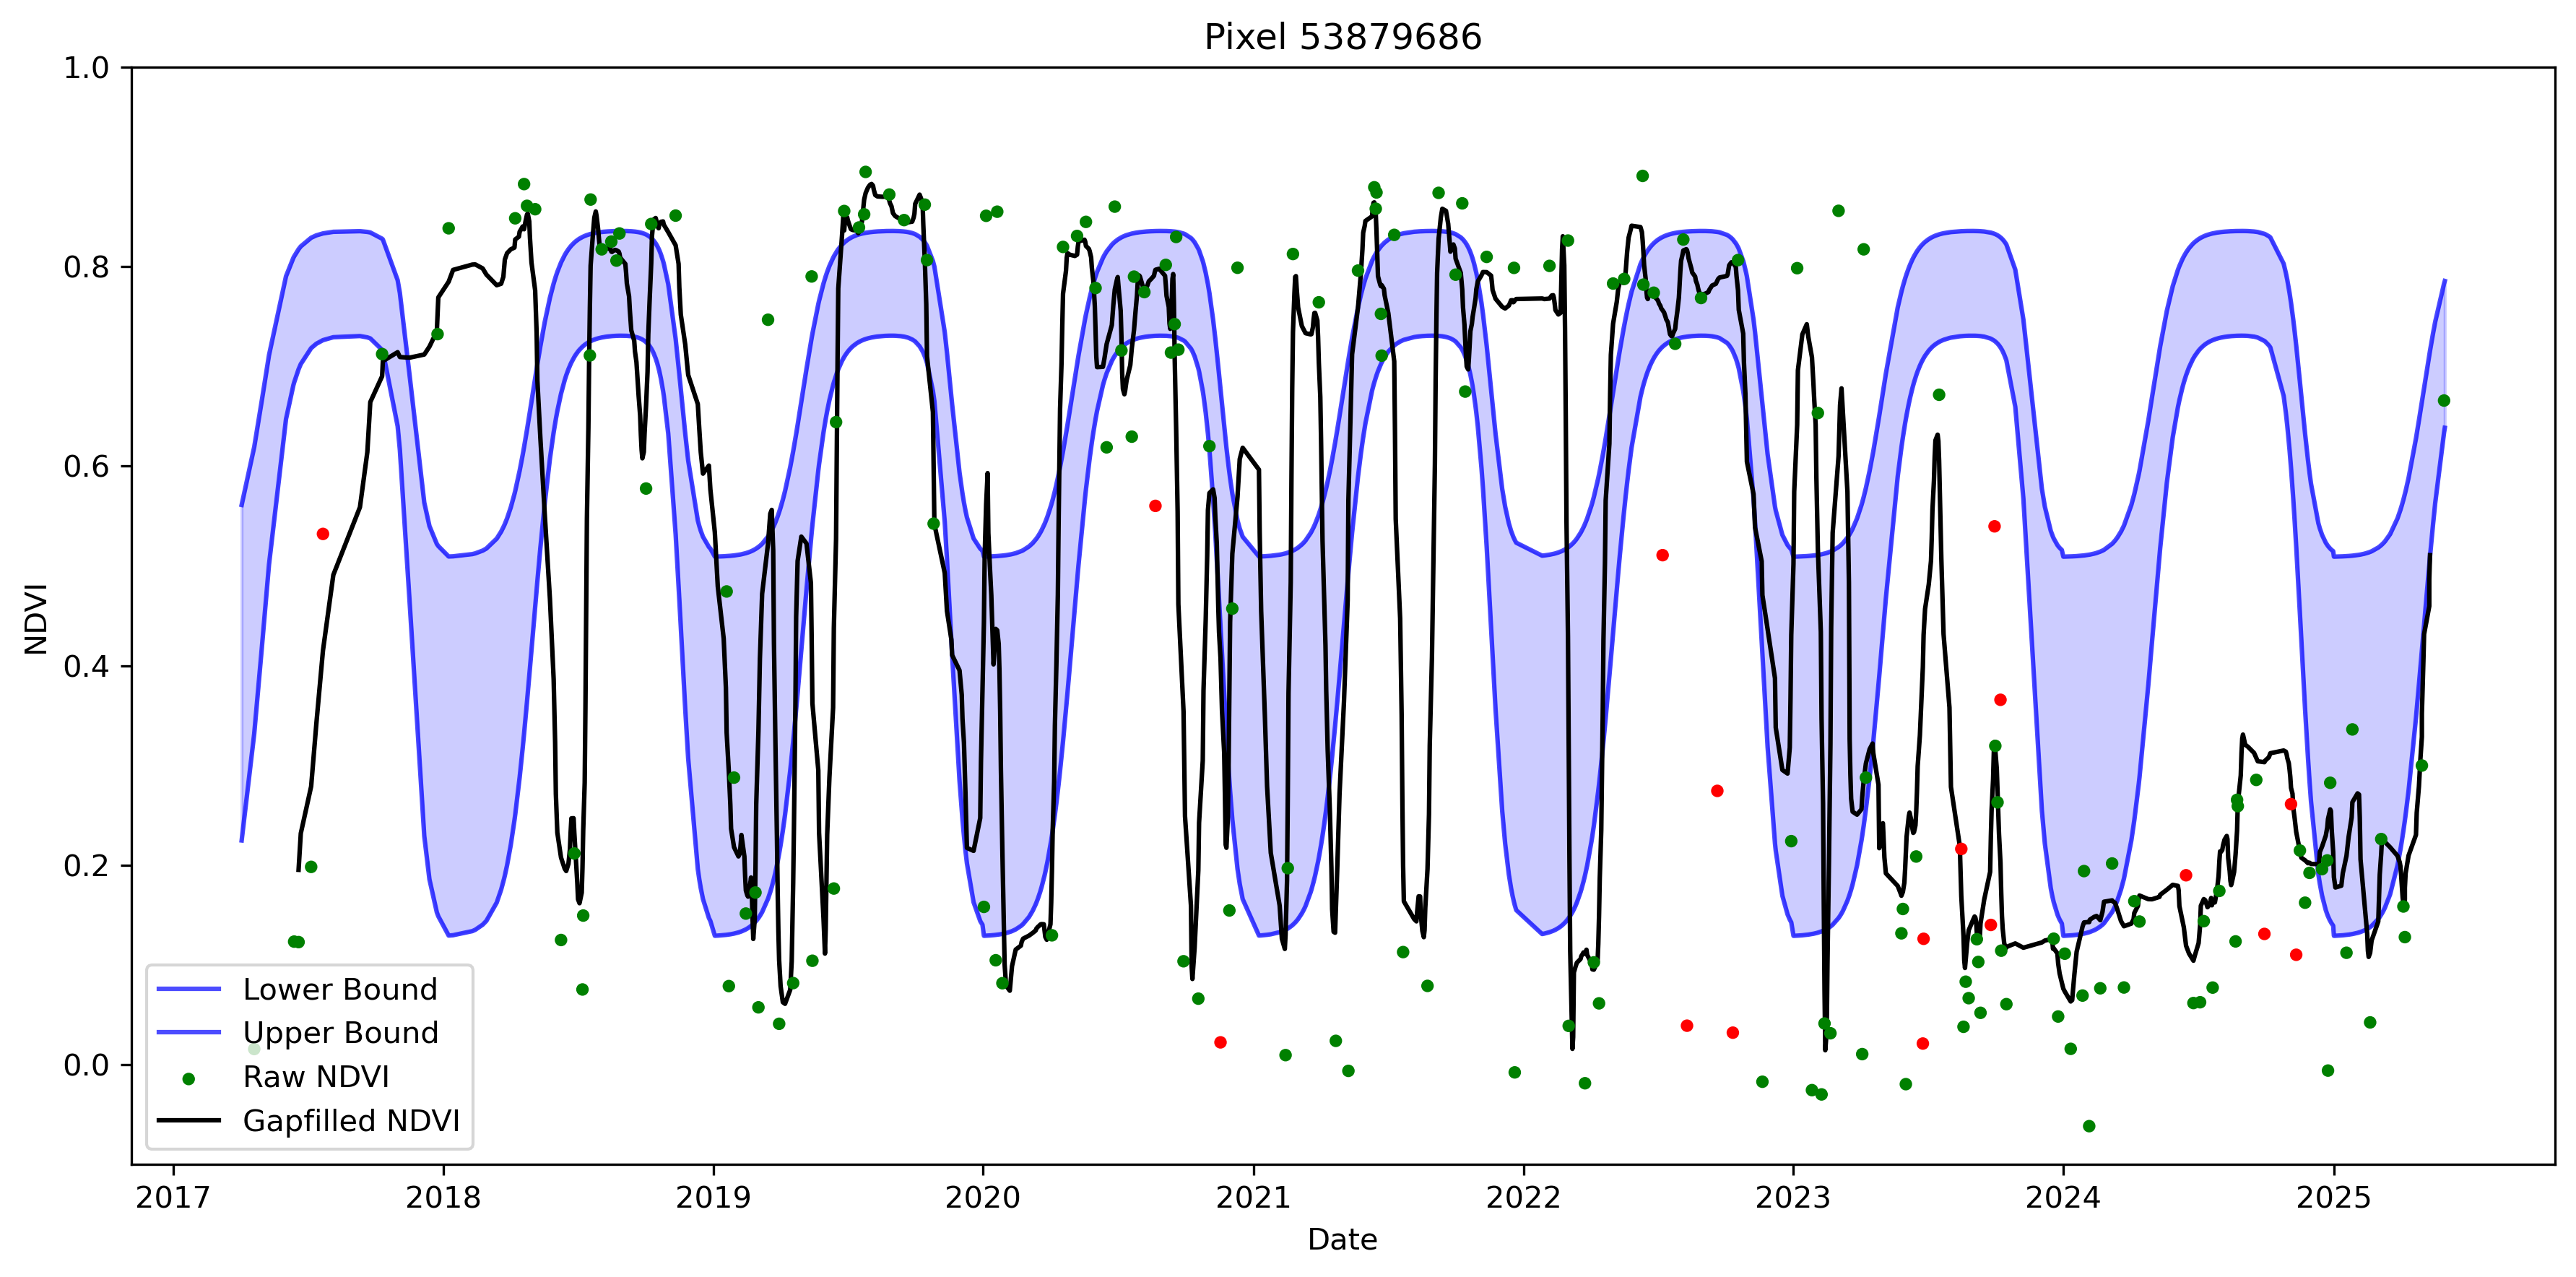 Pixel 53879686
1.0
0.8
0.6
0.4
0.2
0.0
NDVI
Lower Bound
Upper Bound
Raw NDVI
Gapfilled NDVI
2017 2018 2019 2020 2021 2022 2023 2024 2025
Date